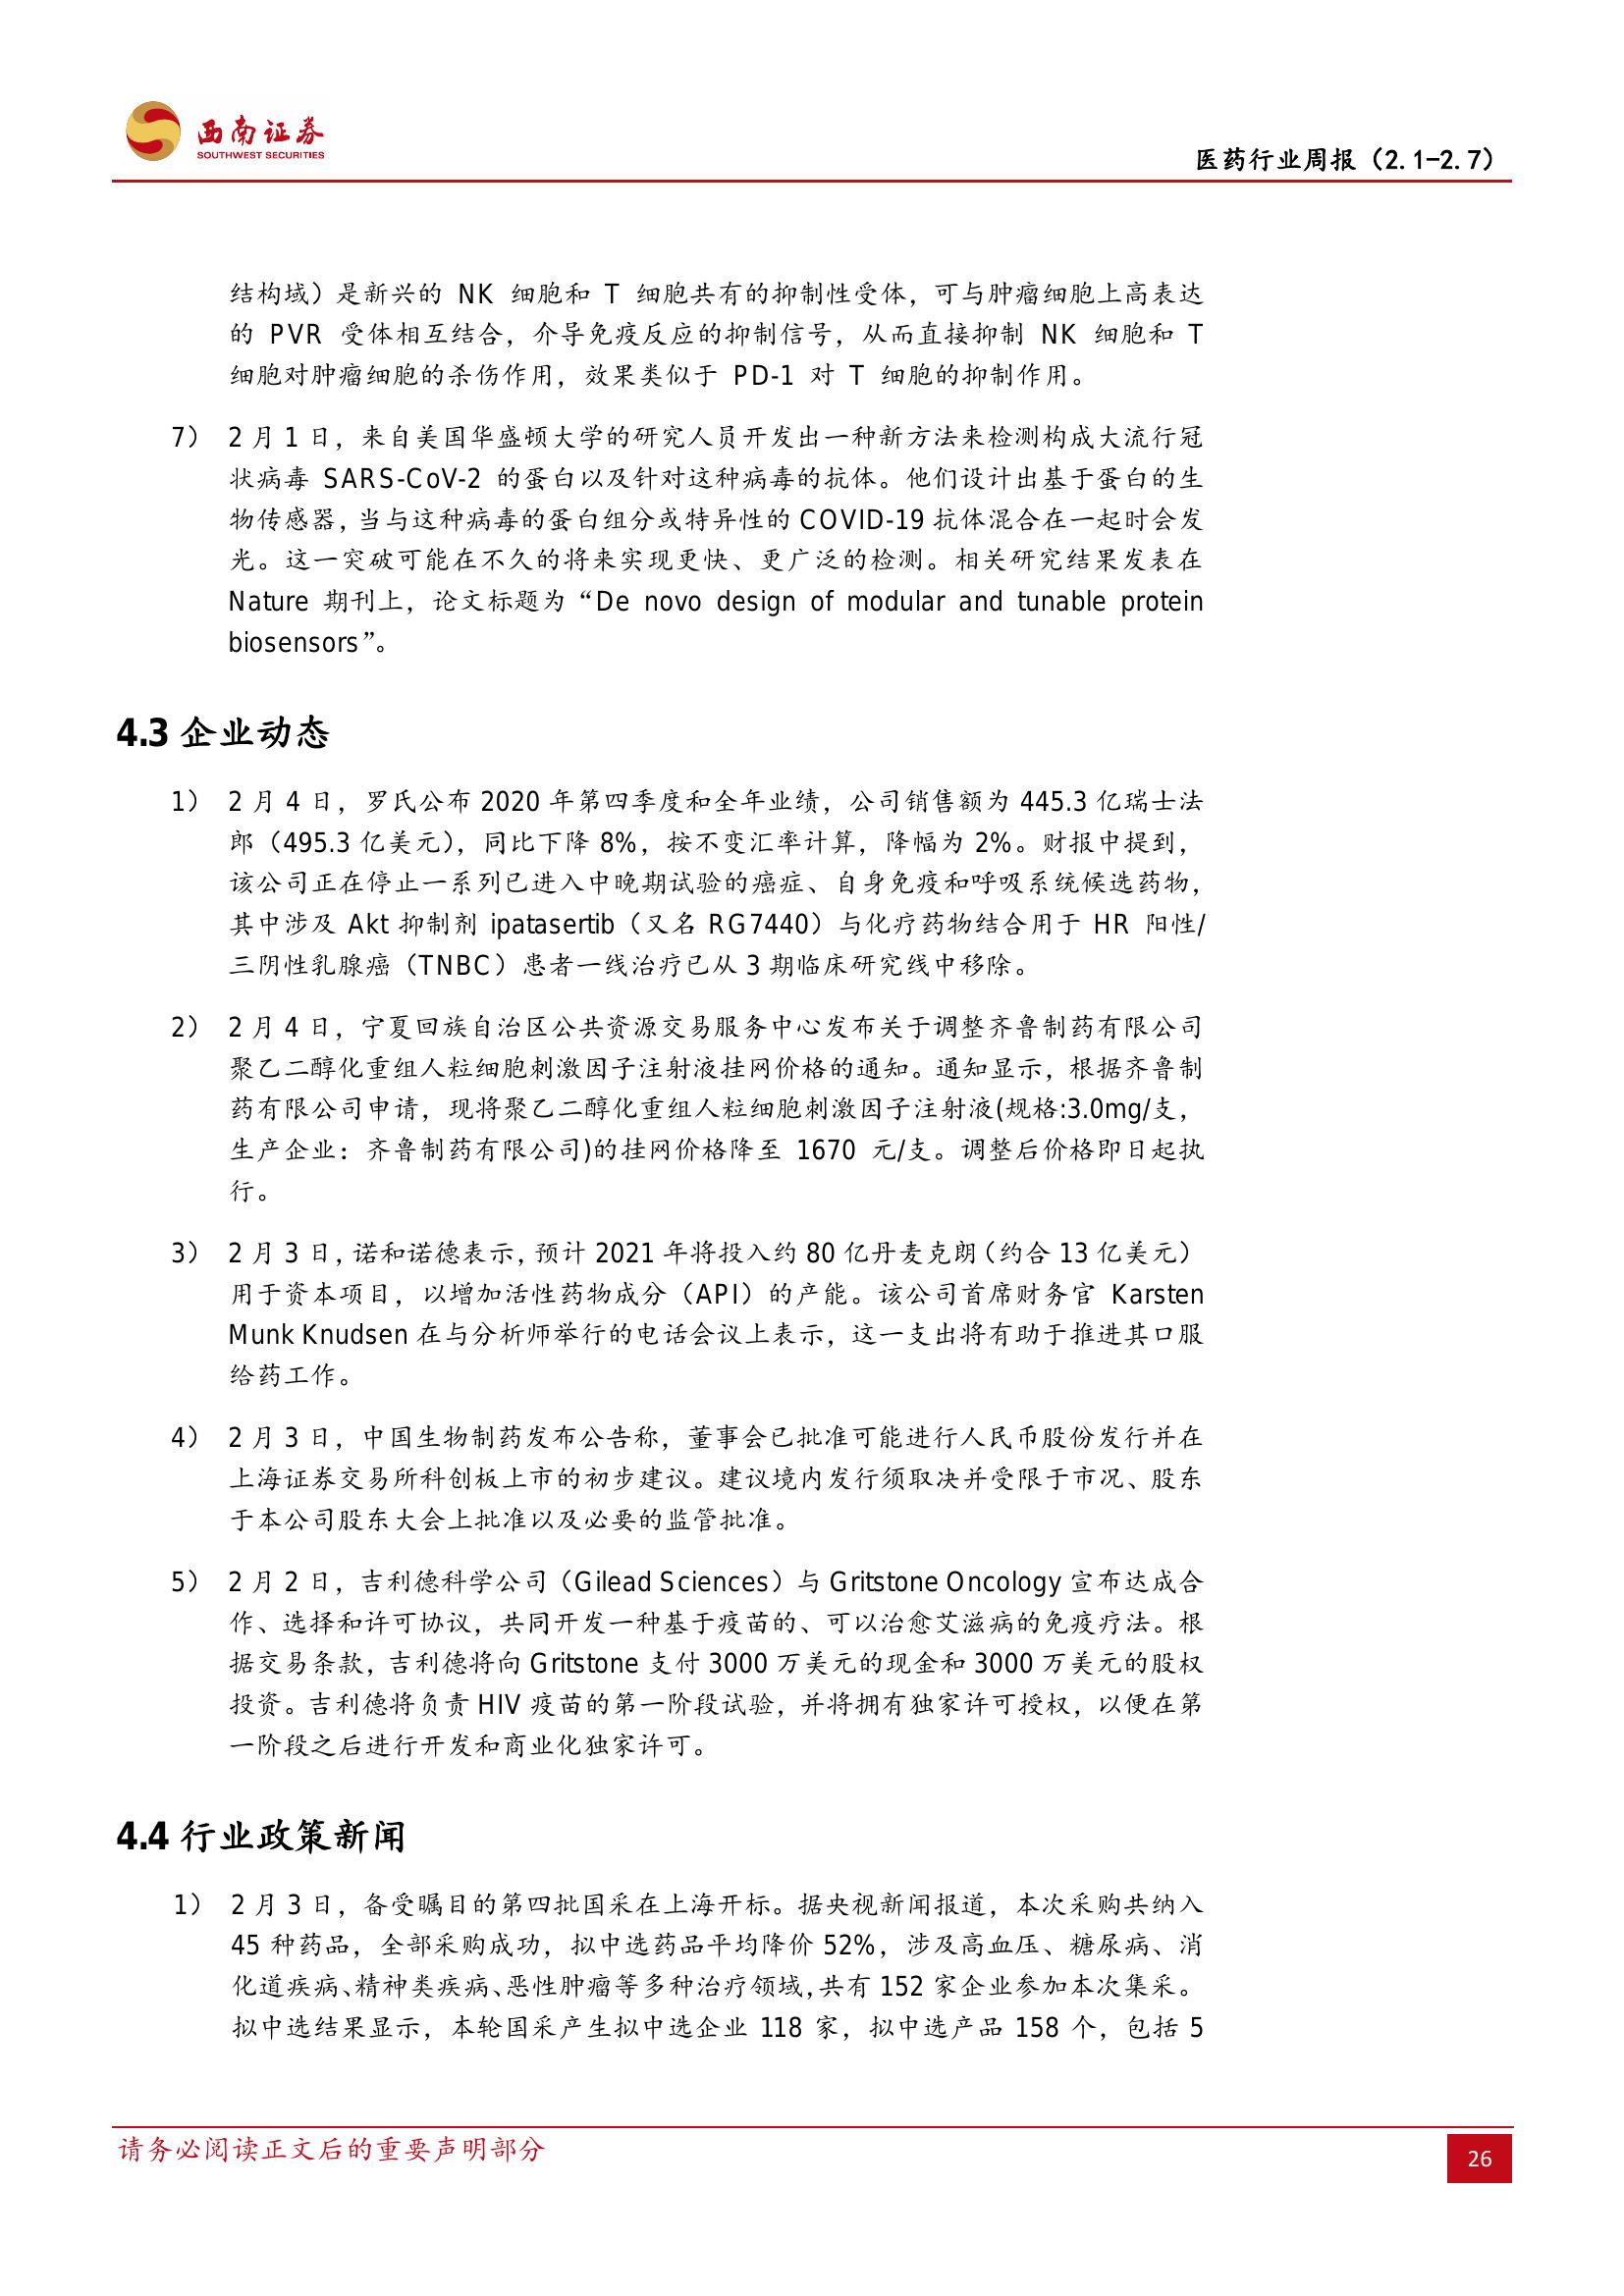 西南证券
SOUTHWEST SECURITIES
医药行业周报（2.1-2.7）
结构域）是新兴的 NK 细胞和 T 细胞共有的抑制性受体，可与肿瘤细胞上高表达
的 PVR 受体相互结合，介导免疫反应的抑制信号，从而直接抑制 NK 细胞和 T
细胞对肿瘤细胞的杀伤作用，效果类似于 PD-1 对 T 细胞的抑制作用。
7） 2 月 1 日，来自美国华盛顿大学的研究人员开发出一种新方法来检测构成大流行冠
状病毒 SARS-CoV-2 的蛋白以及针对这种病毒的抗体。他们设计出基于蛋白的生
物传感器，当与这种病毒的蛋白组分或特异性的 COVID-19 抗体混合在一起时会发
光。这一突破可能在不久的将来实现更快、更广泛的检测。相关研究结果发表在
Nature 期刊上，论文标题为“De novo design of modular and tunable protein
biosensors”。
4.3 企业动态
1） 2 月 4 日，罗氏公布 2020 年第四季度和全年业绩，公司销售额为 445.3 亿瑞士法
郎（495.3 亿美元），同比下降 8%，按不变汇率计算，降幅为 2%。财报中提到，
该公司正在停止一系列已进入中晚期试验的癌症、自身免疫和呼吸系统候选药物，
其中涉及 Akt 抑制剂 ipatasertib（又名 RG7440）与化疗药物结合用于 HR 阳性/
三阴性乳腺癌（TNBC）患者一线治疗已从 3 期临床研究线中移除。
2） 2 月 4 日，宁夏回族自治区公共资源交易服务中心发布关于调整齐鲁制药有限公司
聚乙二醇化重组人粒细胞刺激因子注射液挂网价格的通知。通知显示，根据齐鲁制
药有限公司申请，现将聚乙二醇化重组人粒细胞刺激因子注射液(规格:3.0mg/支，
生产企业：齐鲁制药有限公司)的挂网价格降至 1670 元/支。调整后价格即日起执
行。
3） 2 月 3 日，诺和诺德表示，预计 2021 年将投入约 80 亿丹麦克朗（约合 13 亿美元）
用于资本项目，以增加活性药物成分（API）的产能。该公司首席财务官 Karsten
Munk Knudsen 在与分析师举行的电话会议上表示，这一支出将有助于推进其口服
给药工作。
4） 2 月 3 日，中国生物制药发布公告称，董事会已批准可能进行人民币股份发行并在
上海证券交易所科创板上市的初步建议。建议境内发行须取决并受限于市况、股东
于本公司股东大会上批准以及必要的监管批准。
5） 2 月 2 日，吉利德科学公司（Gilead Sciences）与 Gritstone Oncology 宣布达成合
作、选择和许可协议，共同开发一种基于疫苗的、可以治愈艾滋病的免疫疗法。根
据交易条款，吉利德将向 Gritstone 支付 3000 万美元的现金和 3000 万美元的股权
投资。吉利德将负责 HIV 疫苗的第一阶段试验，并将拥有独家许可授权，以便在第
一阶段之后进行开发和商业化独家许可。
4.4 行业政策新闻
1） 2 月 3 日，备受瞩目的第四批国采在上海开标。据央视新闻报道，本次采购共纳入
45 种药品，全部采购成功，拟中选药品平均降价 52%，涉及高血压、糖尿病、消
化道疾病、精神类疾病、恶性肿瘤等多种治疗领域，共有 152 家企业参加本次集采。
拟中选结果显示，本轮国采产生拟中选企业 118 家，拟中选产品 158 个，包括 5
请务必阅读正文后的重要声明部分
26